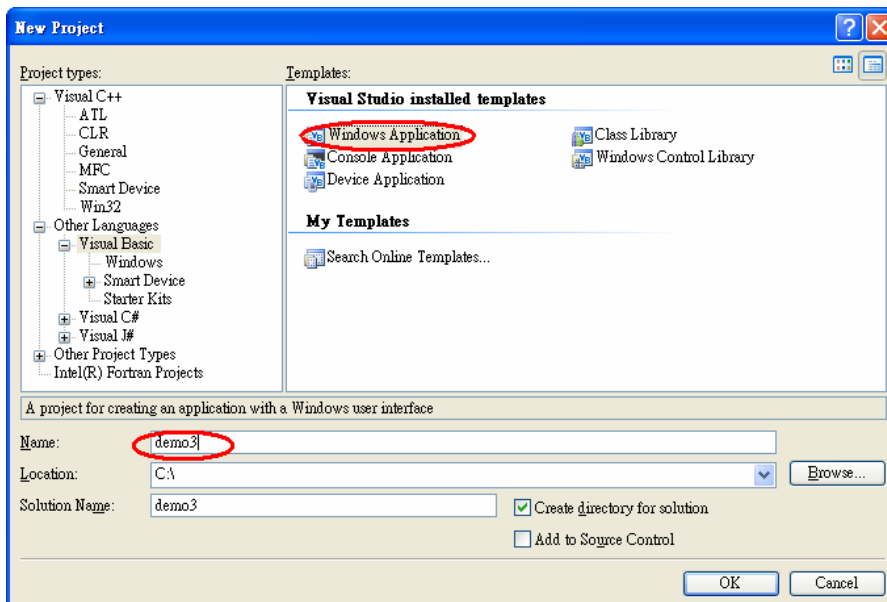 New Project
Project types:
Templates:
Visual C++
ATL
CLR
General
MFC
Smart Device
Win32
Other Languages
Visual Basic
Windows
Smart Device
Starter Kits
Visual C#
Visual J#
Other Project Types
Intel(R) Fortran Projects
Visual Studio installed templates
Windows Application
Class Library
Console Application
Windows Control Library
Device Application
My Templates
Search Online Templates...
A project for creating an application with a Windows user interface
Name:
demo3
Location:
C:\
Browse...
Solution Name:
demo3
Create directory for solution
Add to Source Control
OK
Cancel